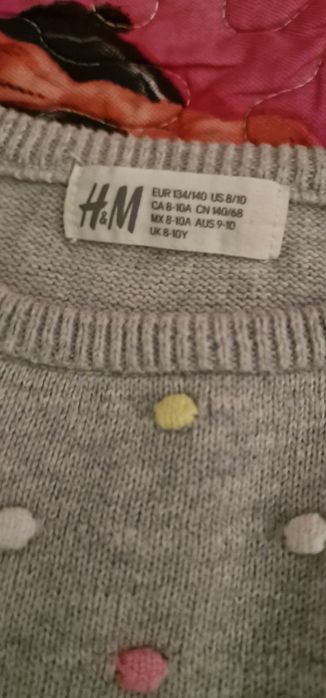 H&M
EUR 134/140 US 8/10
CA 8-10A CN 140/68
MX 8-10A AUS 9-10
UK 8-10Y